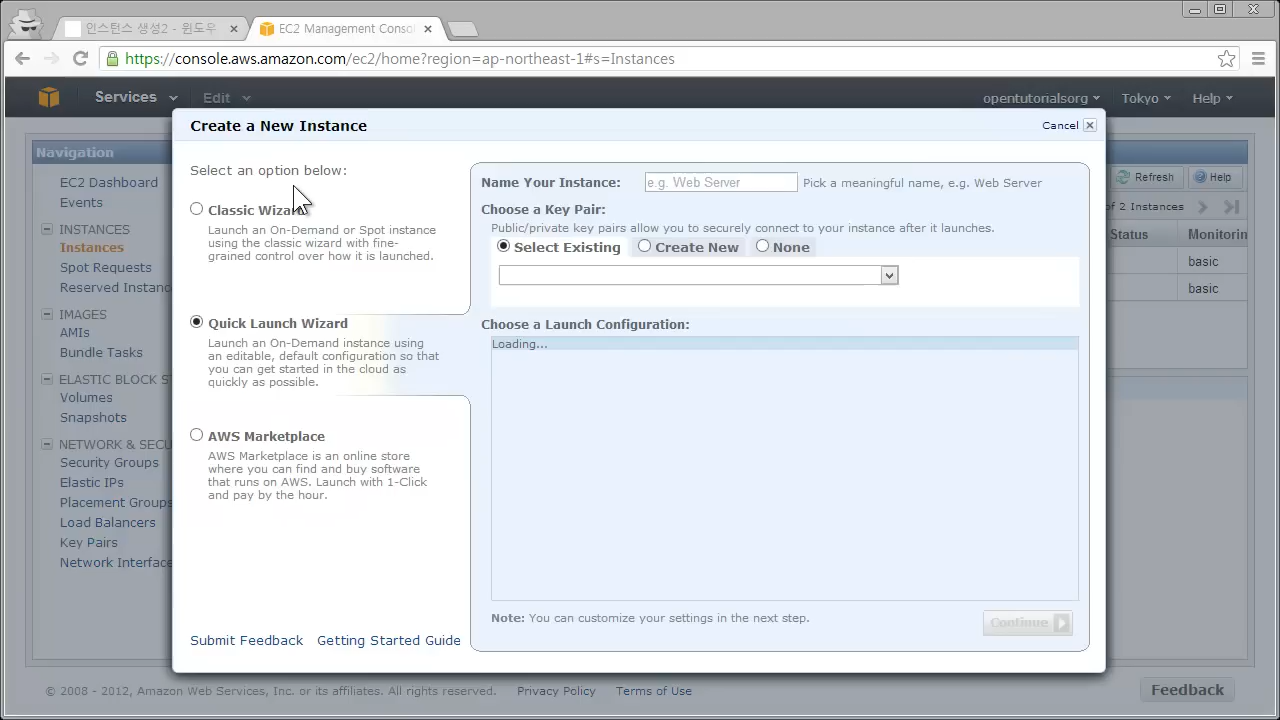 인스턴스 생성2 - 윈도우
EC2 Management Conso
https://console.aws.amazon.com/ec2/home?region=ap-northeast-1#s=Instances
Services Edit opentutorialsorg Tokyo Help
Create a New Instance Cancel
Navigation
EC2 Dashboard
Events
INSTANCES
Instances
Spot Requests
Reserved Instanc
IMAGES
AMIs
Bundle Tasks
ELASTIC BLOCK S
Volumes
Snapshots
NETWORK & SECU
Security Groups
Elastic IPs
Placement Groups
Load Balancers
Key Pairs
Network Interface
Select an option below:
Classic Wizard
Launch an On-Demand or Spot instance
using the classic wizard with fine-
grained control over how it is launched.
Quick Launch Wizard
Launch an On-Demand instance using
an editable, default configuration so that
you can get started in the cloud as
quickly as possible.
AWS Marketplace
AWS Marketplace is an online store
where you can find and buy software
that runs on AWS. Launch with 1-Click
and pay by the hour.
Submit Feedback Getting Started Guide
Name Your Instance: e.g. Web Server Pick a meaningful name, e.g. Web Server
Choose a Key Pair:
Public/private key pairs allow you to securely connect to your instance after it launches.
Select Existing Create New None
Choose a Launch Configuration:
Loading...
Note: You can customize your settings in the next step.
Continue
Refresh Help
of 2 Instances
Status Monitorin
basic
basic
© 2008 - 2012, Amazon Web Services, Inc. or its affiliates. All rights reserved. Privacy Policy Terms of Use
Feedback